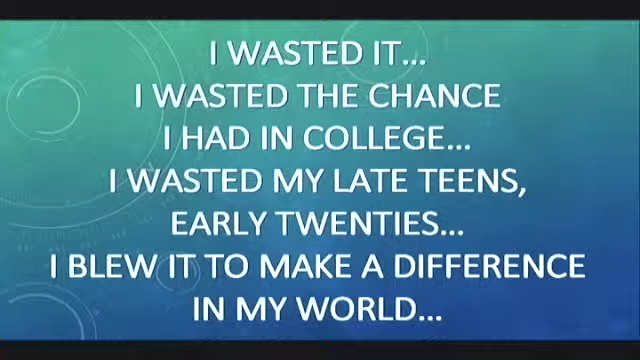 I WASTED IT...
I WASTED THE CHANCE
I HAD IN COLLEGE...
I WASTED MY LATE TEENS,
EARLY TWENTIES...
I BLEW IT TO MAKE A DIFFERENCE
IN MY WORLD...